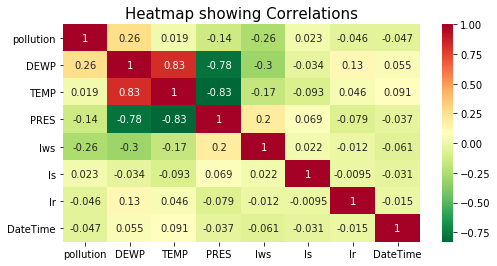 Heatmap showing Correlations
pollution 1 0.26 0.019 -0.14 -0.26 0.023 -0.046 -0.047
DEWP 0.26 1 0.83 -0.78 -0.3 -0.034 0.13 0.055
TEMP 0.019 0.83 1 -0.83 -0.17 -0.093 0.046 0.091
PRES -0.14 -0.78 -0.83 1 0.2 0.069 -0.079 -0.037
Iws -0.26 -0.3 -0.17 0.2 1 0.022 -0.012 -0.061
Is 0.023 -0.034 -0.093 0.069 0.022 1 -0.0095 -0.031
Ir -0.046 0.13 0.046 -0.079 -0.012 -0.0095 1 -0.015
DateTime -0.047 0.055 0.091 -0.037 -0.061 -0.031 -0.015 1
pollution DEWP TEMP PRES Iws Is Ir DateTime
1.00
0.75
0.50
0.25
0.00
−0.25
−0.50
−0.75